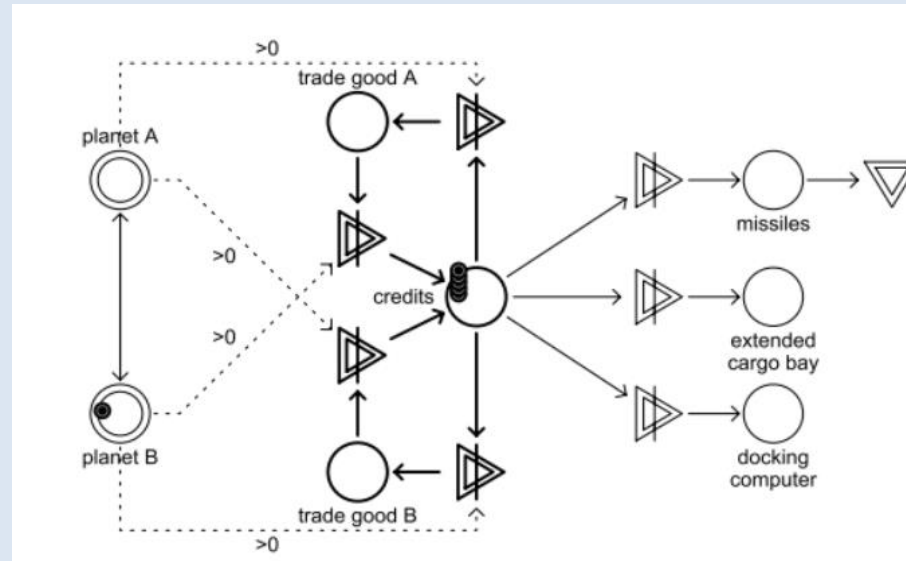 >0
trade good A
planet A
missiles
>0
credits
>0
extended
cargo bay
planet B
docking
computer
trade good B
>0